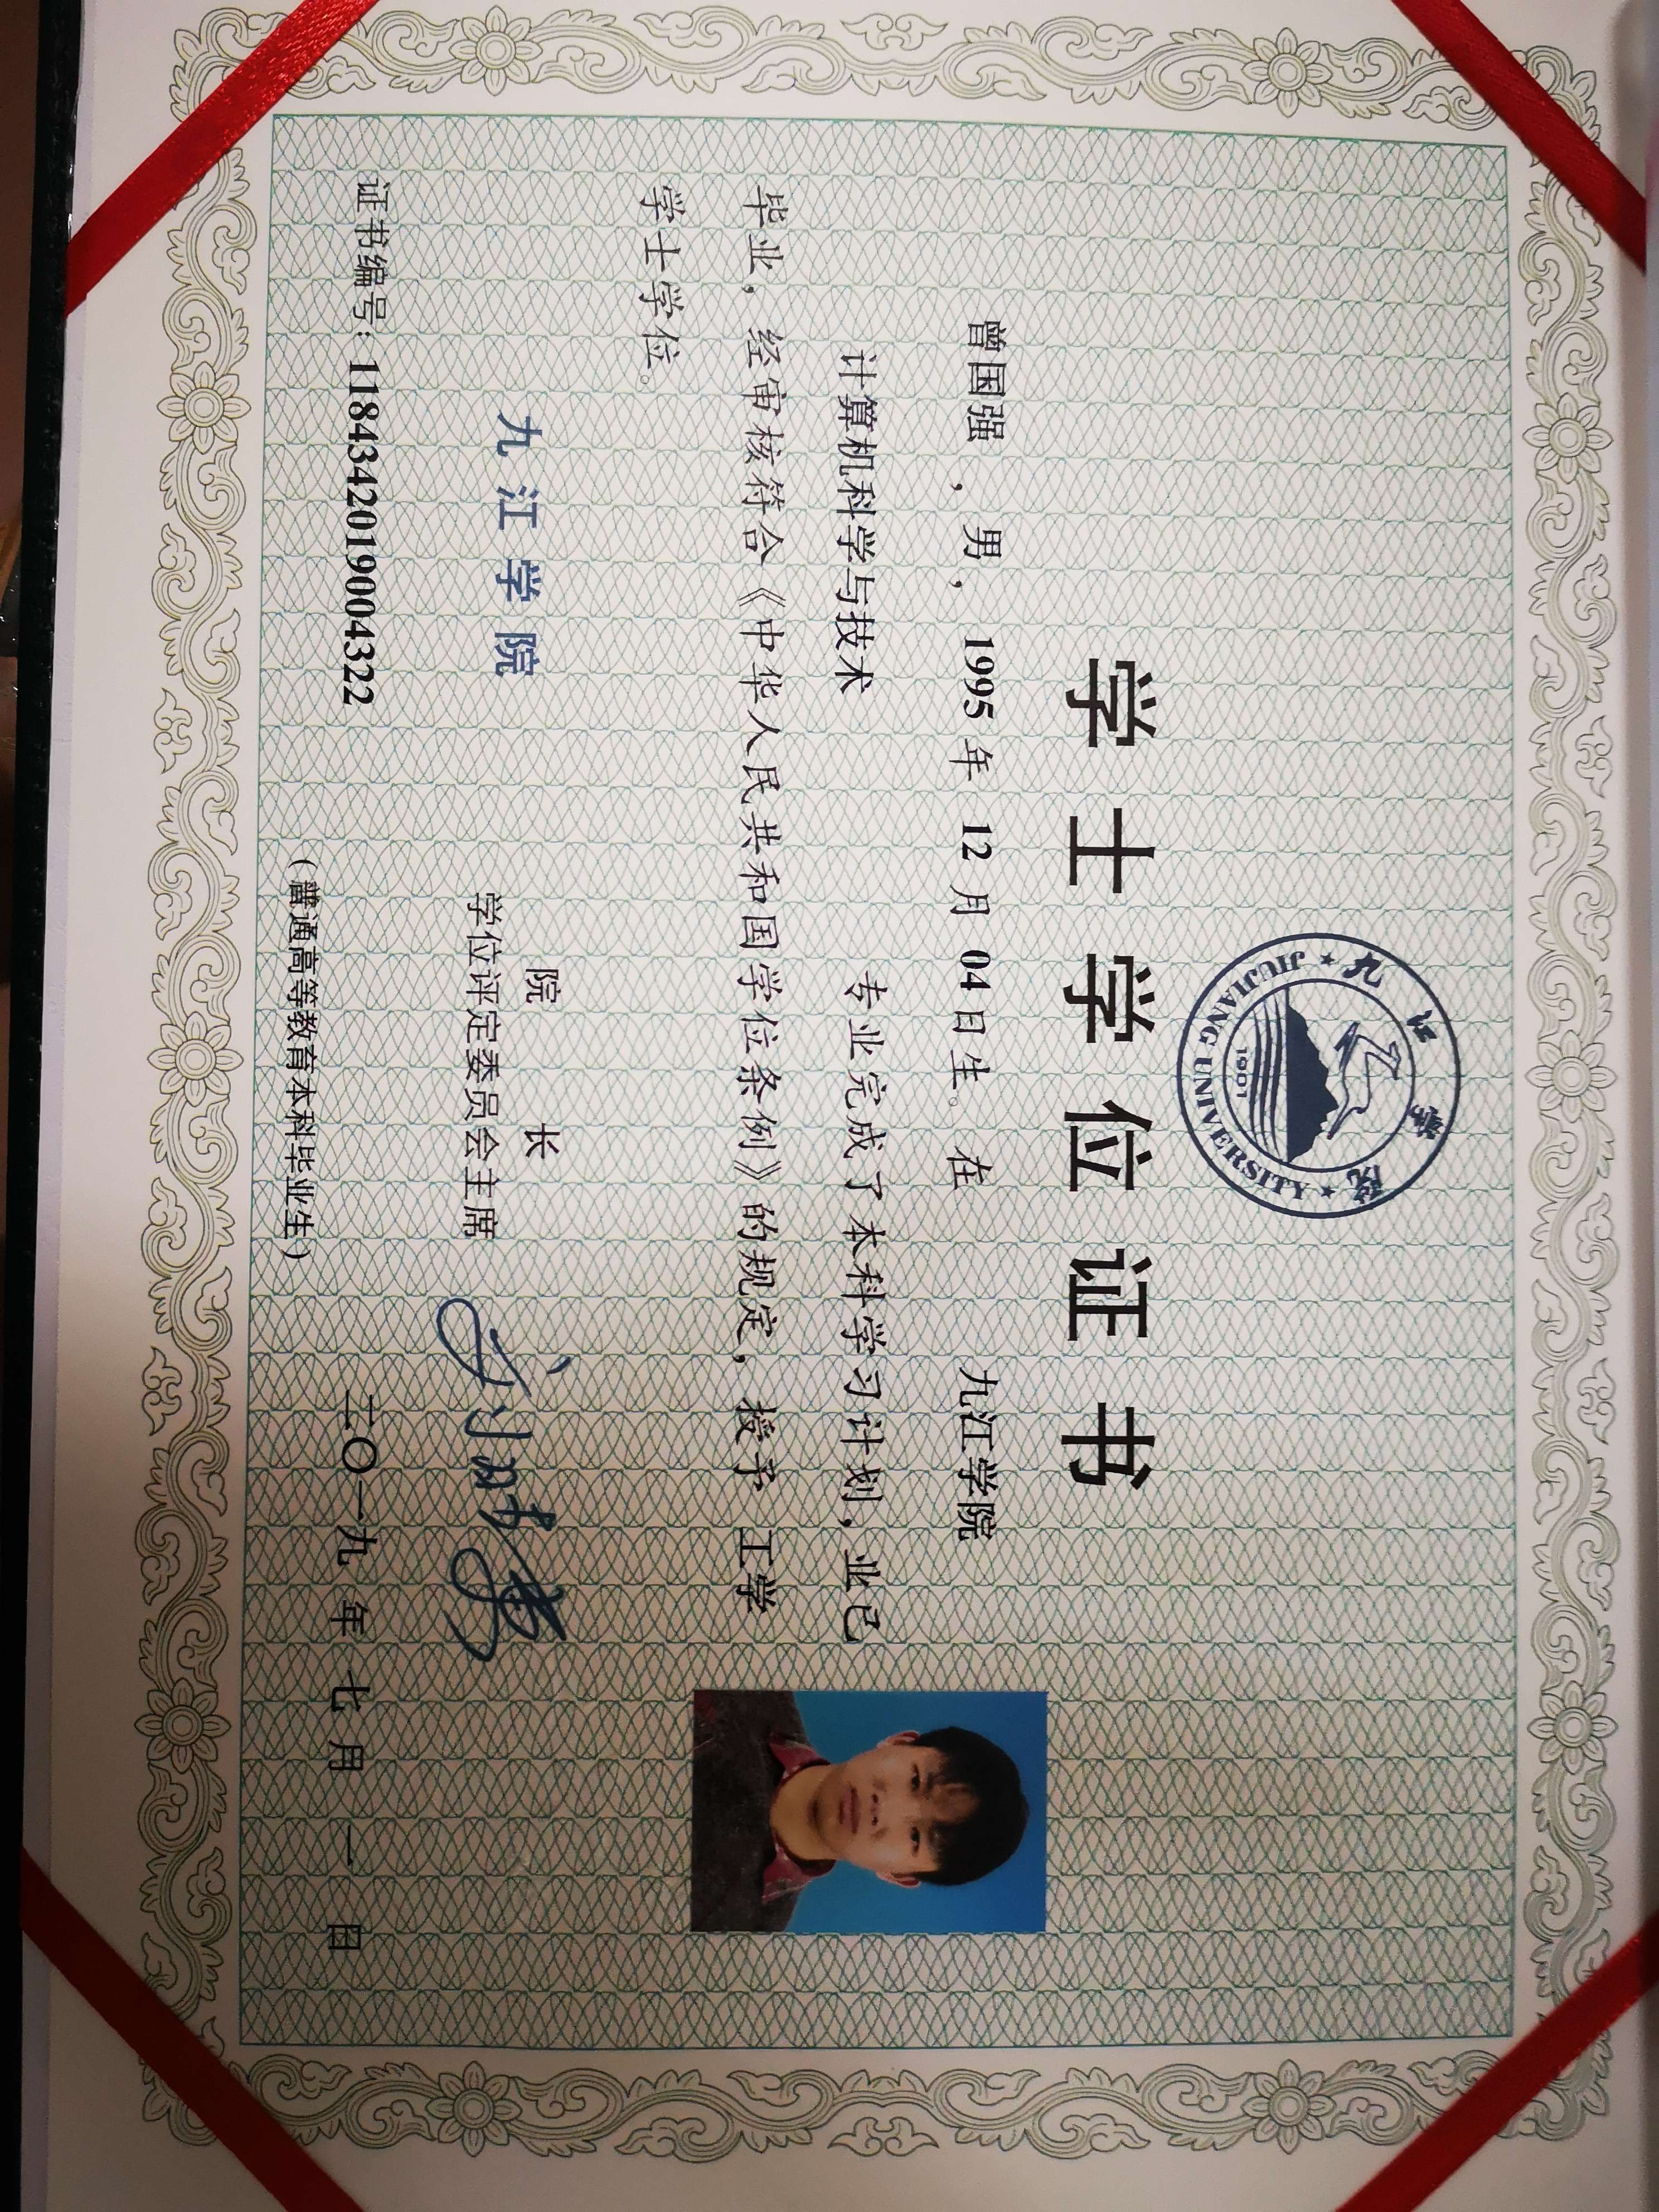 九江学院
JIUJIANG UNIVERSITY
1901
学士学位证书
曾国强，男，1995年12月04日生。在 九江学院
计算机科学与技术 专业完成了本科学习计划，业已
毕业，经审核符合《中华人民共和国学位条例》的规定，授予 工学
学士学位。
九江学院
院长
学位评定委员会主席
证书编号：1184342019004322
二〇一九年七月一日
（普通高等教育本科毕业生）